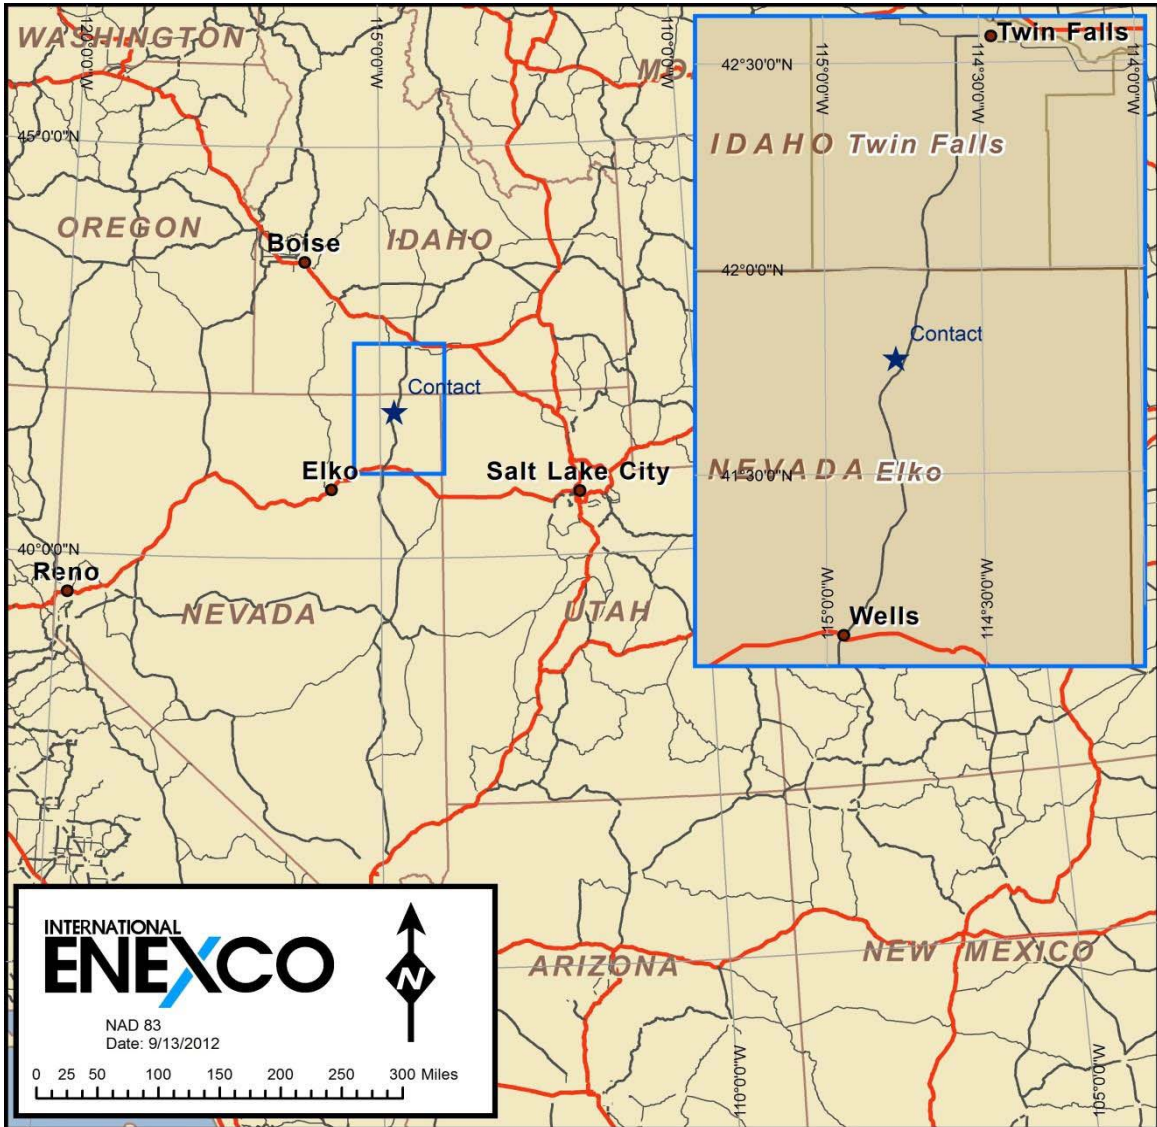 WASHINGTON
120°0'0"W
115°0'0"W
110°0'0"W
MO
45°0'0"N
OREGON
Boise
IDAHO
Contact
Elko
Salt Lake City
40°0'0"N
Reno
NEVADA
UTAH
ARIZONA
NEW MEXICO
110°0'0"W
105°0'0"W
Twin Falls
115°0'0"W
114°30'0"W
114°0'0"W
42°30'0"N
IDAHO Twin Falls
42°0'0"N
Contact
NEVADA Elko
41°30'0"N
115°0'0"W
114°30'0"W
Wells
INTERNATIONAL
ENEXCO
N
NAD 83
Date: 9/13/2012
0 25 50 100 150 200 250 300 Miles